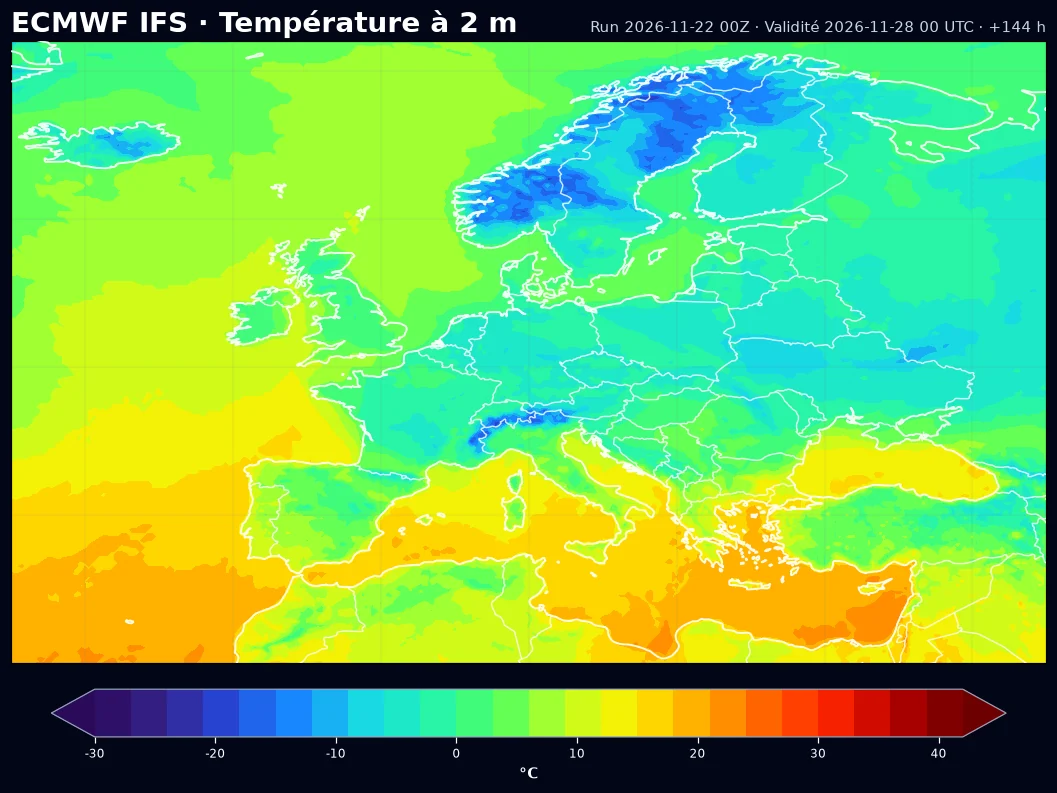 ECMWF IFS · Température à 2 m
Run 2026-11-22 00Z · Validité 2026-11-28 00 UTC · +144 h
-30 -20 -10 0 10 20 30 40
°C